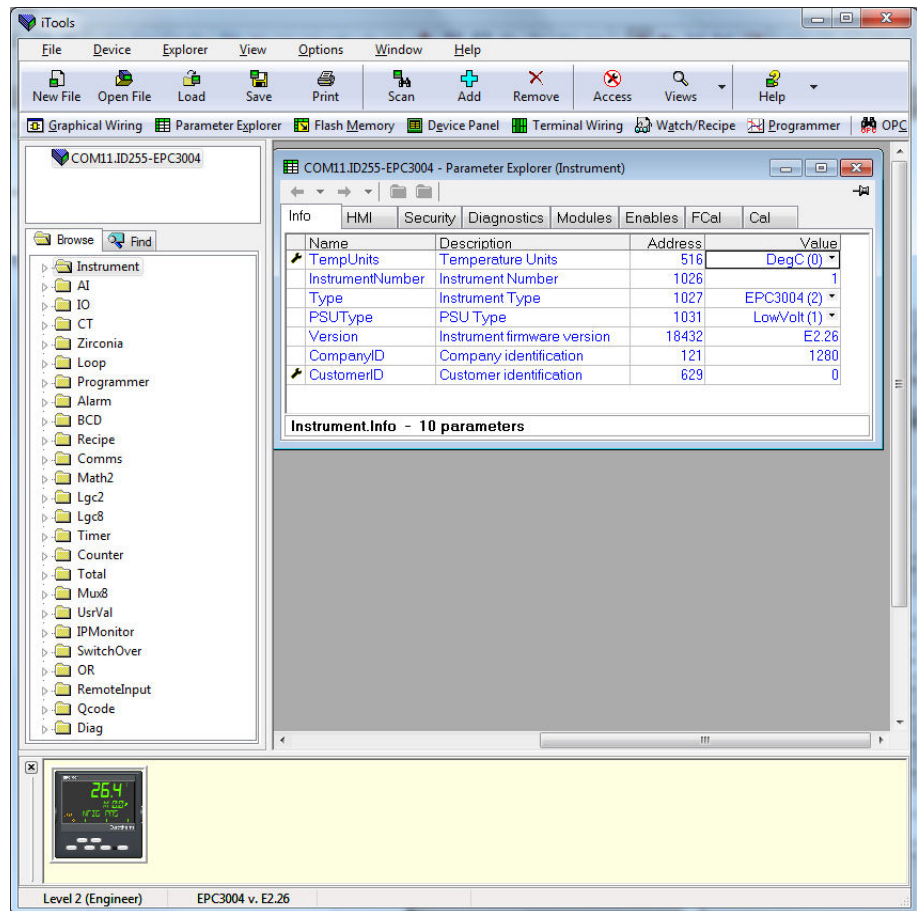 iTools
File Device Explorer View Options Window Help
New File Open File Load Save Print Scan Add Remove Access Views Help
Graphical Wiring Parameter Explorer Flash Memory Device Panel Terminal Wiring Watch/Recipe Programmer OPC
COM11.ID255-EPC3004
Browse Find
Instrument
AI
IO
CT
Zirconia
Loop
Programmer
Alarm
BCD
Recipe
Comms
Math2
Lgc2
Lgc8
Timer
Counter
Total
Mux8
UsrVal
IPMonitor
SwitchOver
OR
RemoteInput
Qcode
Diag
COM11.ID255-EPC3004 - Parameter Explorer (Instrument)
Info HMI Security Diagnostics Modules Enables FCal Cal
Name Description Address Value
TempUnits Temperature Units 516 DegC (0)
InstrumentNumber Instrument Number 1026 1
Type Instrument Type 1027 EPC3004 (2)
PSUType PSU Type 1031 LowVolt (1)
Version Instrument firmware version 18432 E2.26
CompanyID Company identification 121 1280
CustomerID Customer identification 629 0
Instrument.Info - 10 parameters
26.4
Level 2 (Engineer) EPC3004 v. E2.26